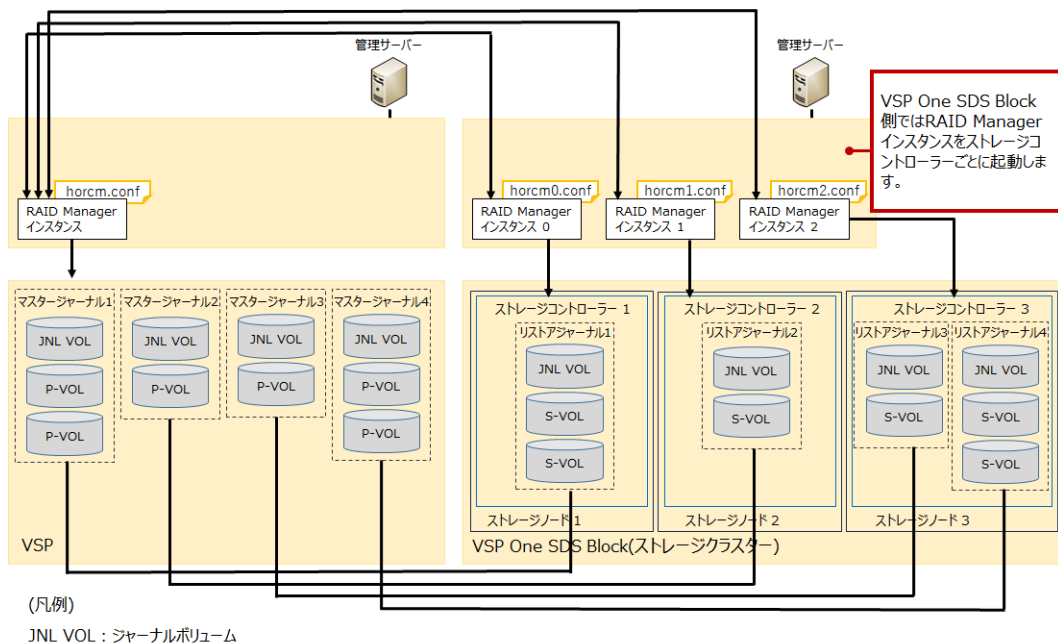 管理サーバー
管理サーバー
VSP One SDS Block
側ではRAID Manager
インスタンスをストレージコ
ントローラーごとに起動しま
す。
horcm.conf
RAID Manager
インスタンス
horcm0.conf
RAID Manager
インスタンス 0
horcm1.conf
RAID Manager
インスタンス 1
horcm2.conf
RAID Manager
インスタンス 2
マスタージャーナル1
JNL VOL
P-VOL
P-VOL
マスタージャーナル2
JNL VOL
P-VOL
マスタージャーナル3
JNL VOL
P-VOL
マスタージャーナル4
JNL VOL
P-VOL
P-VOL
VSP
ストレージコントローラー 1
リストアジャーナル1
JNL VOL
S-VOL
S-VOL
ストレージノード 1
ストレージコントローラー 2
リストアジャーナル2
JNL VOL
S-VOL
ストレージノード 2
ストレージコントローラー 3
リストアジャーナル3
JNL VOL
S-VOL
リストアジャーナル4
JNL VOL
S-VOL
S-VOL
ストレージノード 3
VSP One SDS Block(ストレージクラスター)
(凡例)
JNL VOL : ジャーナルボリューム